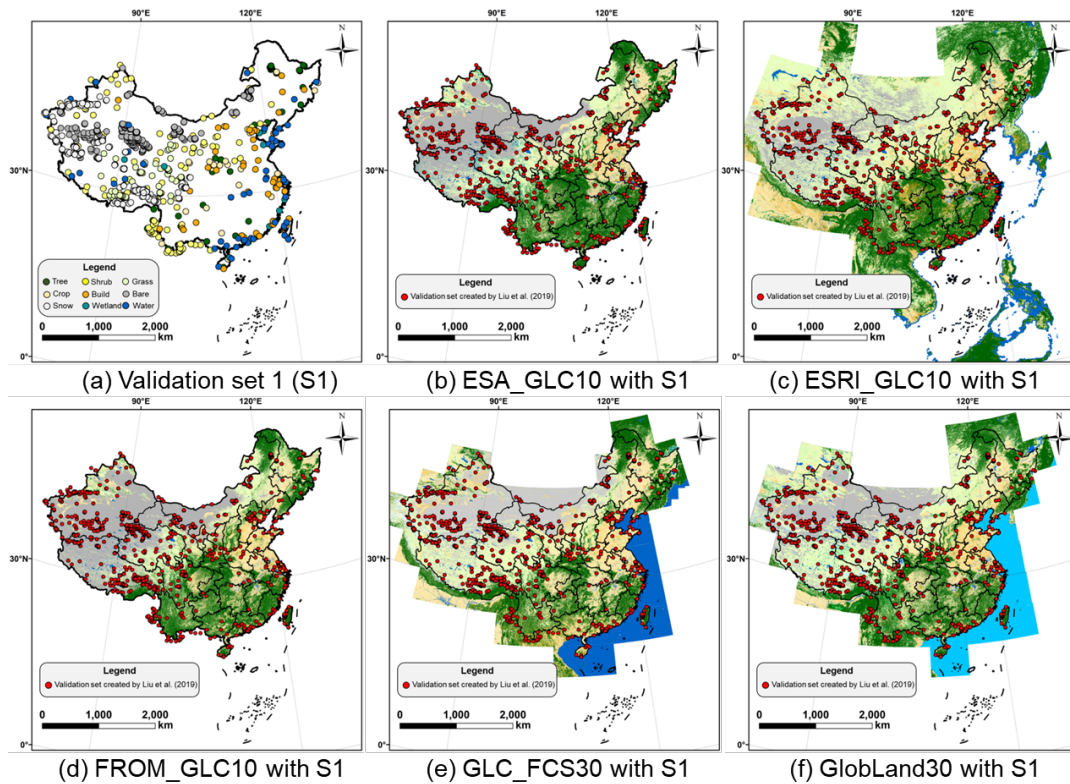 90°E 120°E
N
30°N
Legend
Tree Shrub Grass
Crop Build Bare
Snow Wetland Water
0 1,000 2,000
km
0°
(a) Validation set 1 (S1)
90°E 120°E
N
30°N
Legend
Validation set created by Liu et al. (2019)
0 1,000 2,000
km
0°
(b) ESA_GLC10 with S1
90°E 120°E
N
30°N
Legend
Validation set created by Liu et al. (2019)
0 1,000 2,000
km
0°
(c) ESRI_GLC10 with S1
90°E 120°E
N
30°N
Legend
Validation set created by Liu et al. (2019)
0 1,000 2,000
km
0°
(d) FROM_GLC10 with S1
90°E 120°E
N
30°N
Legend
Validation set created by Liu et al. (2019)
0 1,000 2,000
km
0°
(e) GLC_FCS30 with S1
90°E 120°E
N
30°N
Legend
Validation set created by Liu et al. (2019)
0 1,000 2,000
km
0°
(f) GlobLand30 with S1